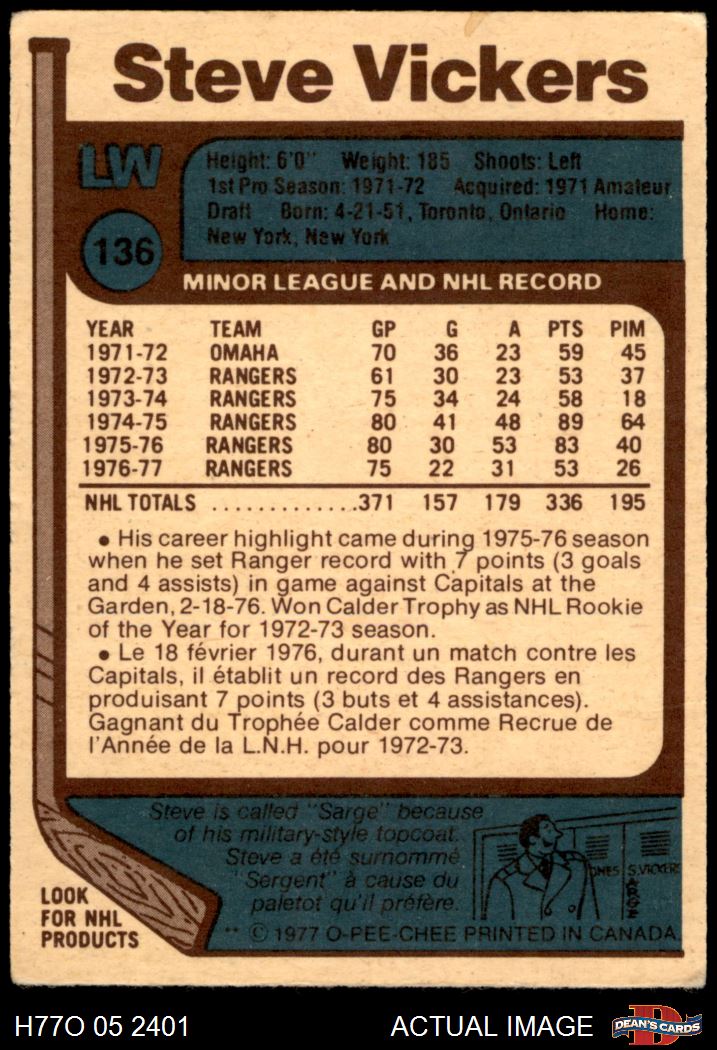 Steve Vickers
LW
136
Height: 6'0" Weight: 185 Shoots: Left
1st Pro Season: 1971-72 Acquired: 1971 Amateur
Draft Born: 4-21-51, Toronto, Ontario Home:
New York, New York
MINOR LEAGUE AND NHL RECORD
YEAR TEAM GP G A PTS PIM
1971-72 OMAHA 70 36 23 59 45
1972-73 RANGERS 61 30 23 53 37
1973-74 RANGERS 75 34 24 58 18
1974-75 RANGERS 80 41 48 89 64
1975-76 RANGERS 80 30 53 83 40
1976-77 RANGERS 75 22 31 53 26
NHL TOTALS .............371 157 179 336 195
• His career highlight came during 1975-76 season
when he set Ranger record with 7 points (3 goals
and 4 assists) in game against Capitals at the
Garden, 2-18-76. Won Calder Trophy as NHL Rookie
of the Year for 1972-73 season.
• Le 18 février 1976, durant un match contre les
Capitals, il établit un record des Rangers en
produisant 7 points (3 buts et 4 assistances).
Gagnant du Trophée Calder comme Recrue de
l'Année de la L.N.H. pour 1972-73.
Steve is called "Sarge" because
of his military-style topcoat.
Steve a été surnommé
"Sergent" à cause du
paletot qu'il préfère.
ONES S.VICKERS
LOOK
FOR NHL
PRODUCTS
** © 1977 O-PEE-CHEE PRINTED IN CANADA
H77O 05 2401 ACTUAL IMAGE DEAN'S CARDS